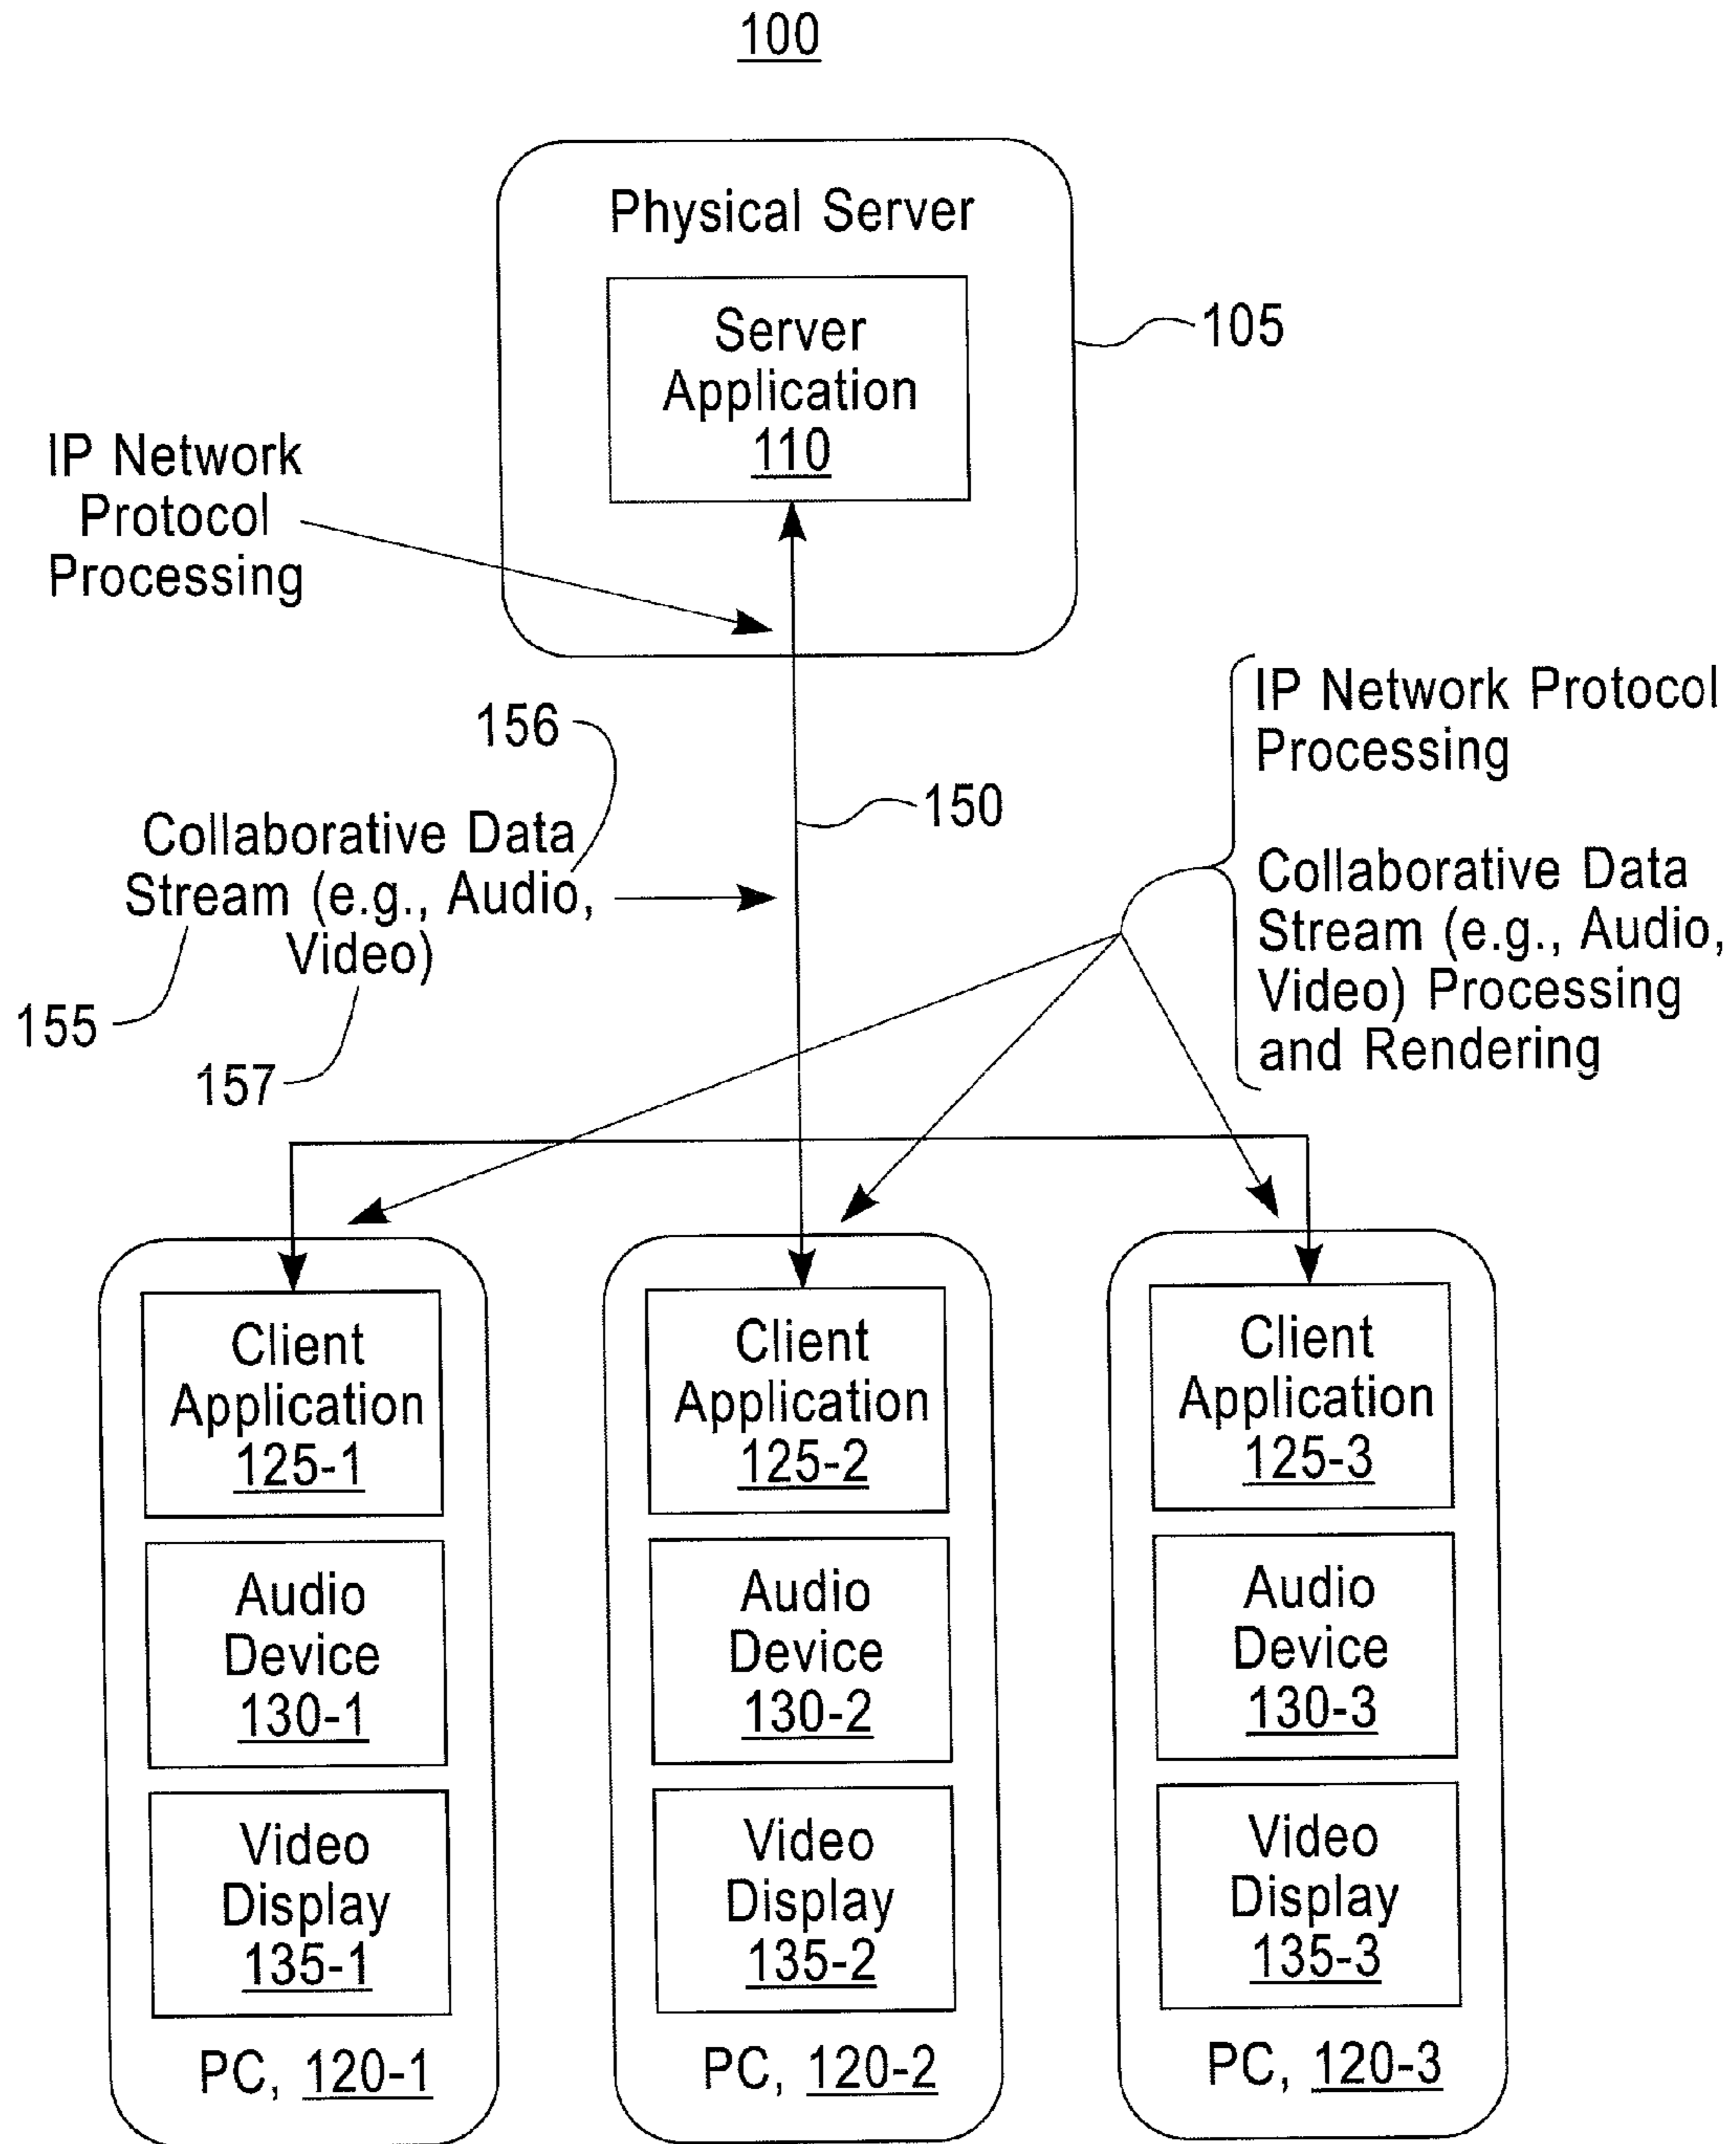 100
Physical Server
Server
Application
110
105
IP Network
Protocol
Processing
156
150
Collaborative Data
Stream (e.g., Audio,
Video)
155
157
IP Network Protocol
Processing
Collaborative Data
Stream (e.g., Audio,
Video) Processing
and Rendering
Client
Application
125-1
Audio
Device
130-1
Video
Display
135-1
PC, 120-1
Client
Application
125-2
Audio
Device
130-2
Video
Display
135-2
PC, 120-2
Client
Application
125-3
Audio
Device
130-3
Video
Display
135-3
PC, 120-3